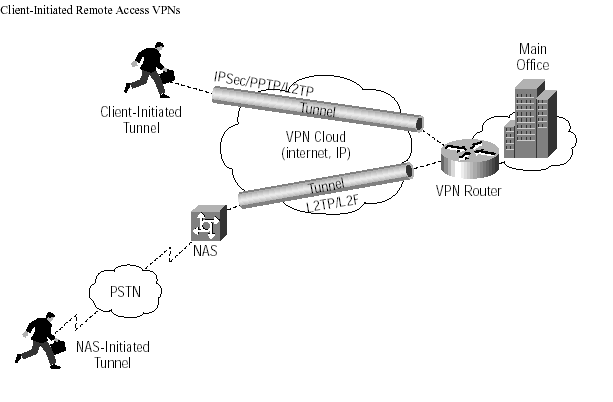 Client-Initiated Remote Access VPNs
Main
Office
IPSec/PPTP/L2TP
Tunnel
Client-Initiated
Tunnel
VPN Cloud
(internet, IP)
VPN Router
Tunnel
L2TP/L2F
NAS
PSTN
NAS-Initiated
Tunnel